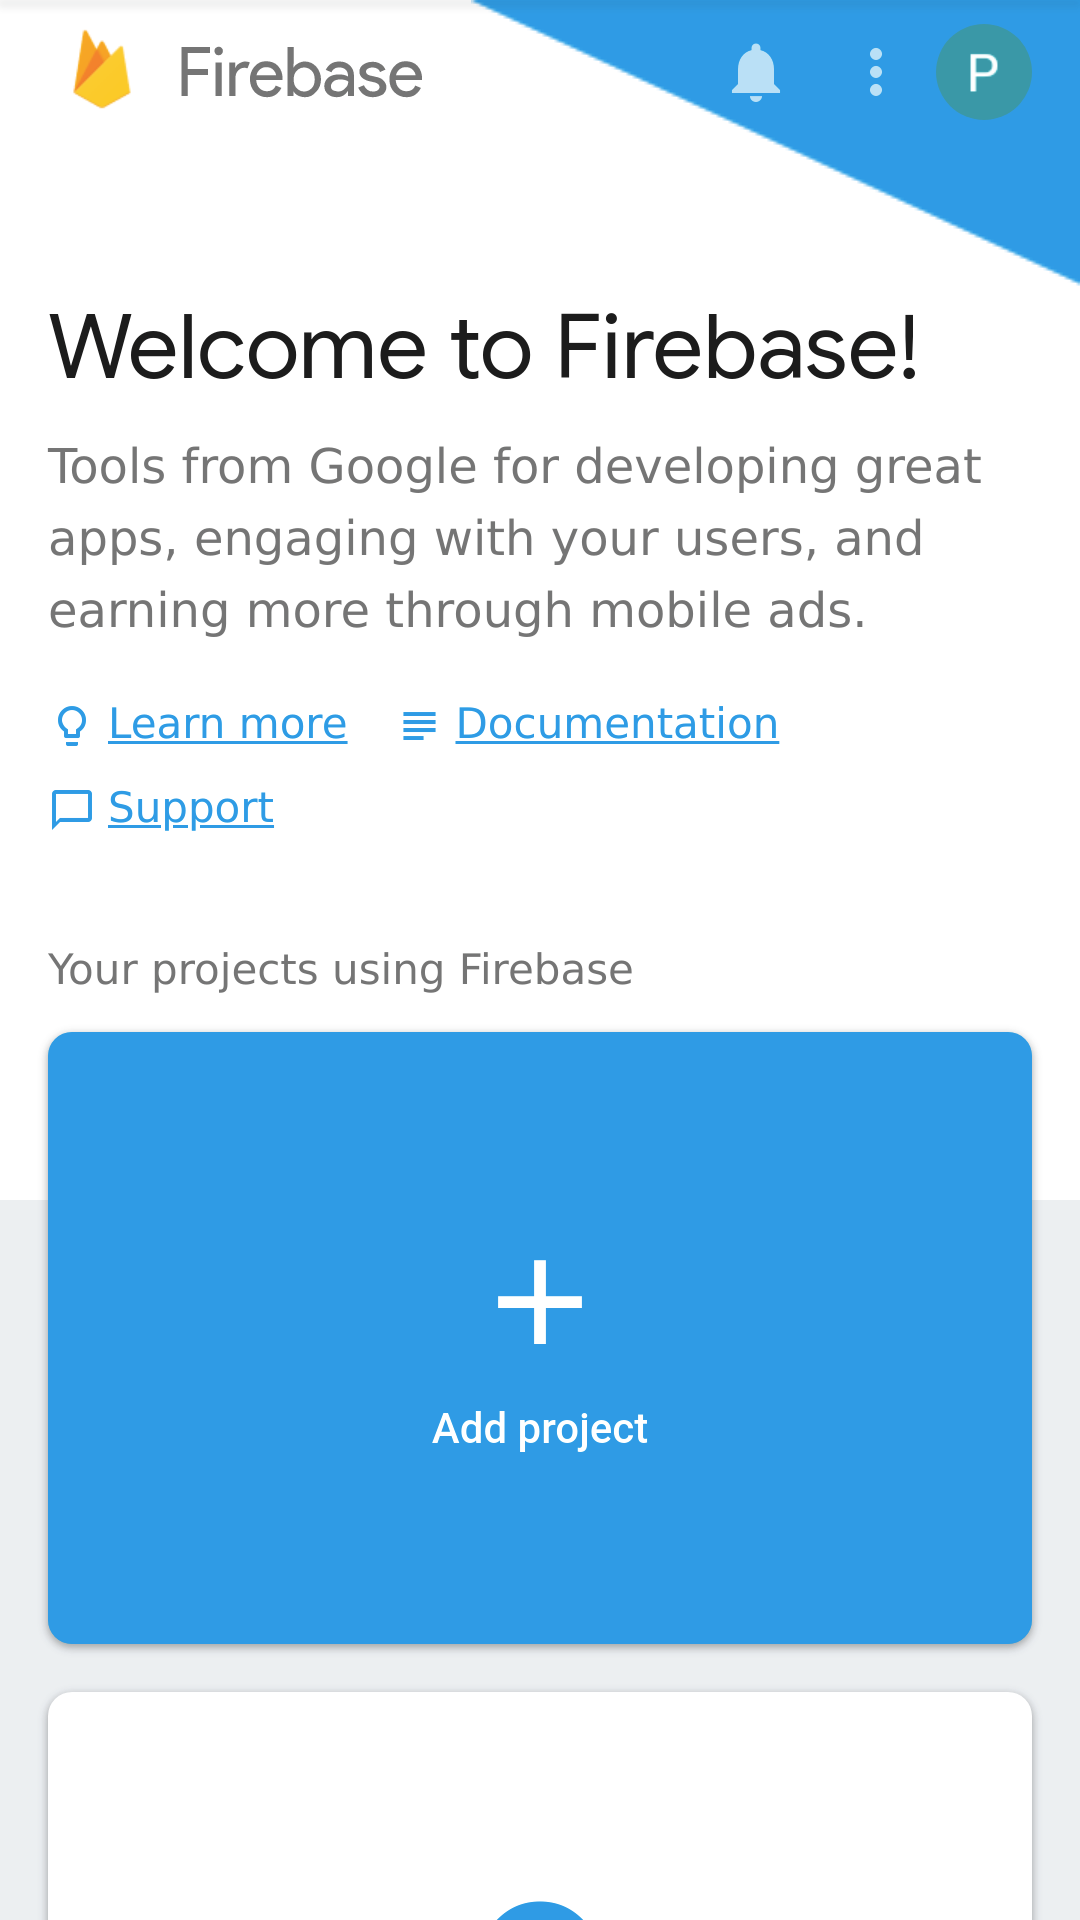 Firebase
P
Welcome to Firebase!
Tools from Google for developing great
apps, engaging with your users, and
earning more through mobile ads.
Learn more Documentation
Support
Your projects using Firebase
Add project